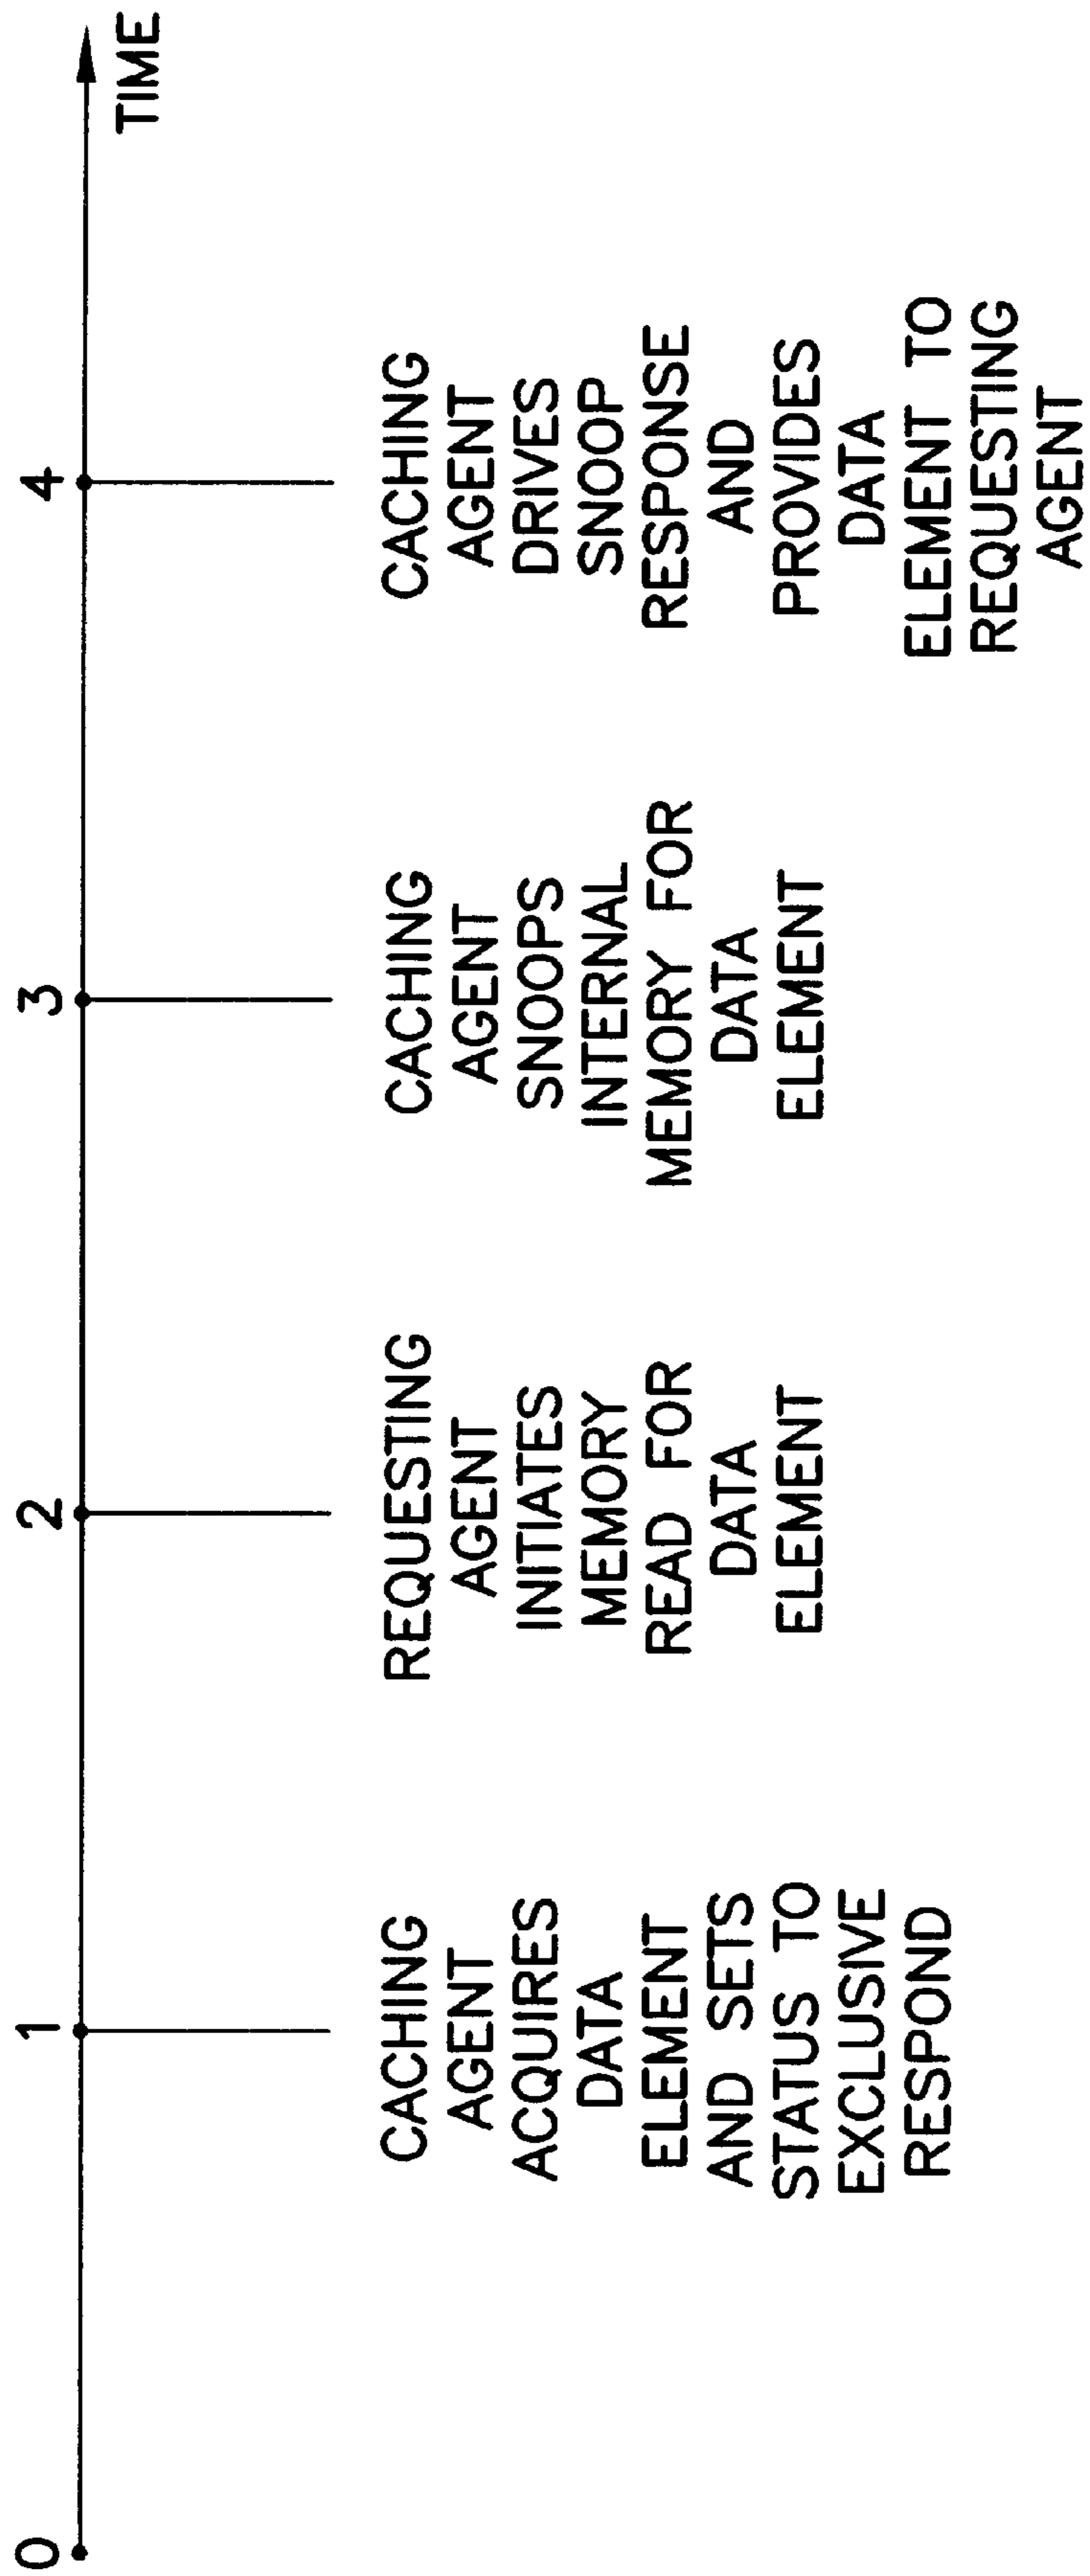 0
1
2
3
4
TIME
CACHING
AGENT
ACQUIRES
DATA
ELEMENT
AND SETS
STATUS TO
EXCLUSIVE
RESPOND
REQUESTING
AGENT
INITIATES
MEMORY
READ FOR
DATA
ELEMENT
CACHING
AGENT
SNOOPS
INTERNAL
MEMORY FOR
DATA
ELEMENT
CACHING
AGENT
DRIVES
SNOOP
RESPONSE
AND
PROVIDES
DATA
ELEMENT TO
REQUESTING
AGENT